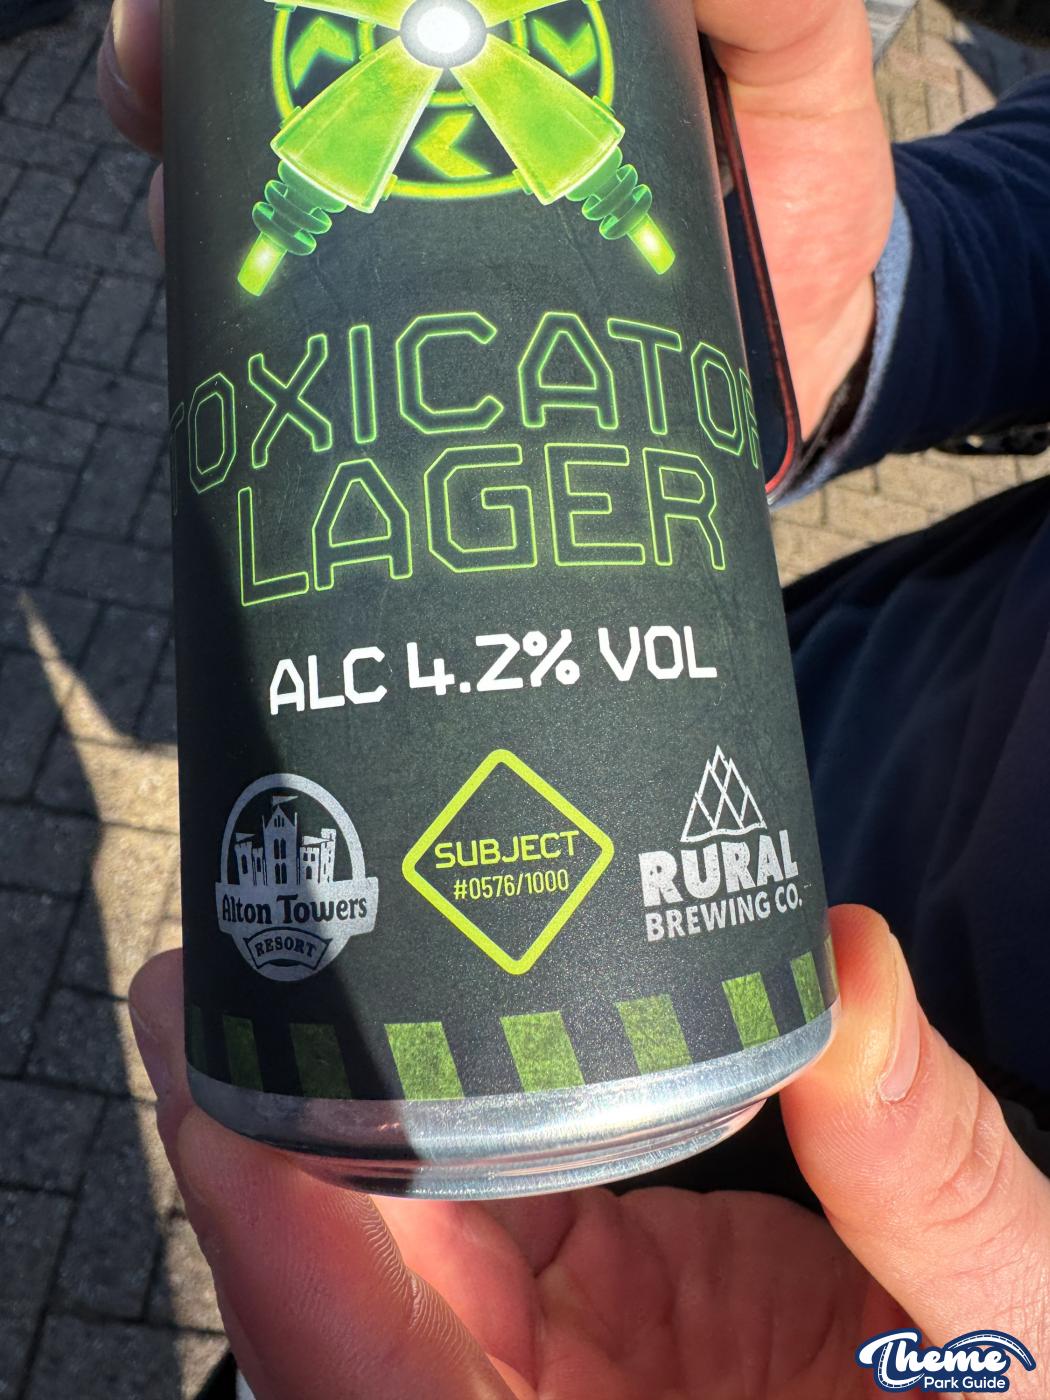 TOXICATOR
LAGER
ALC 4.2% VOL
Alton Towers
RESORT
SUBJECT
#0576/1000
RURAL
BREWING CO.
Theme
Park Guide